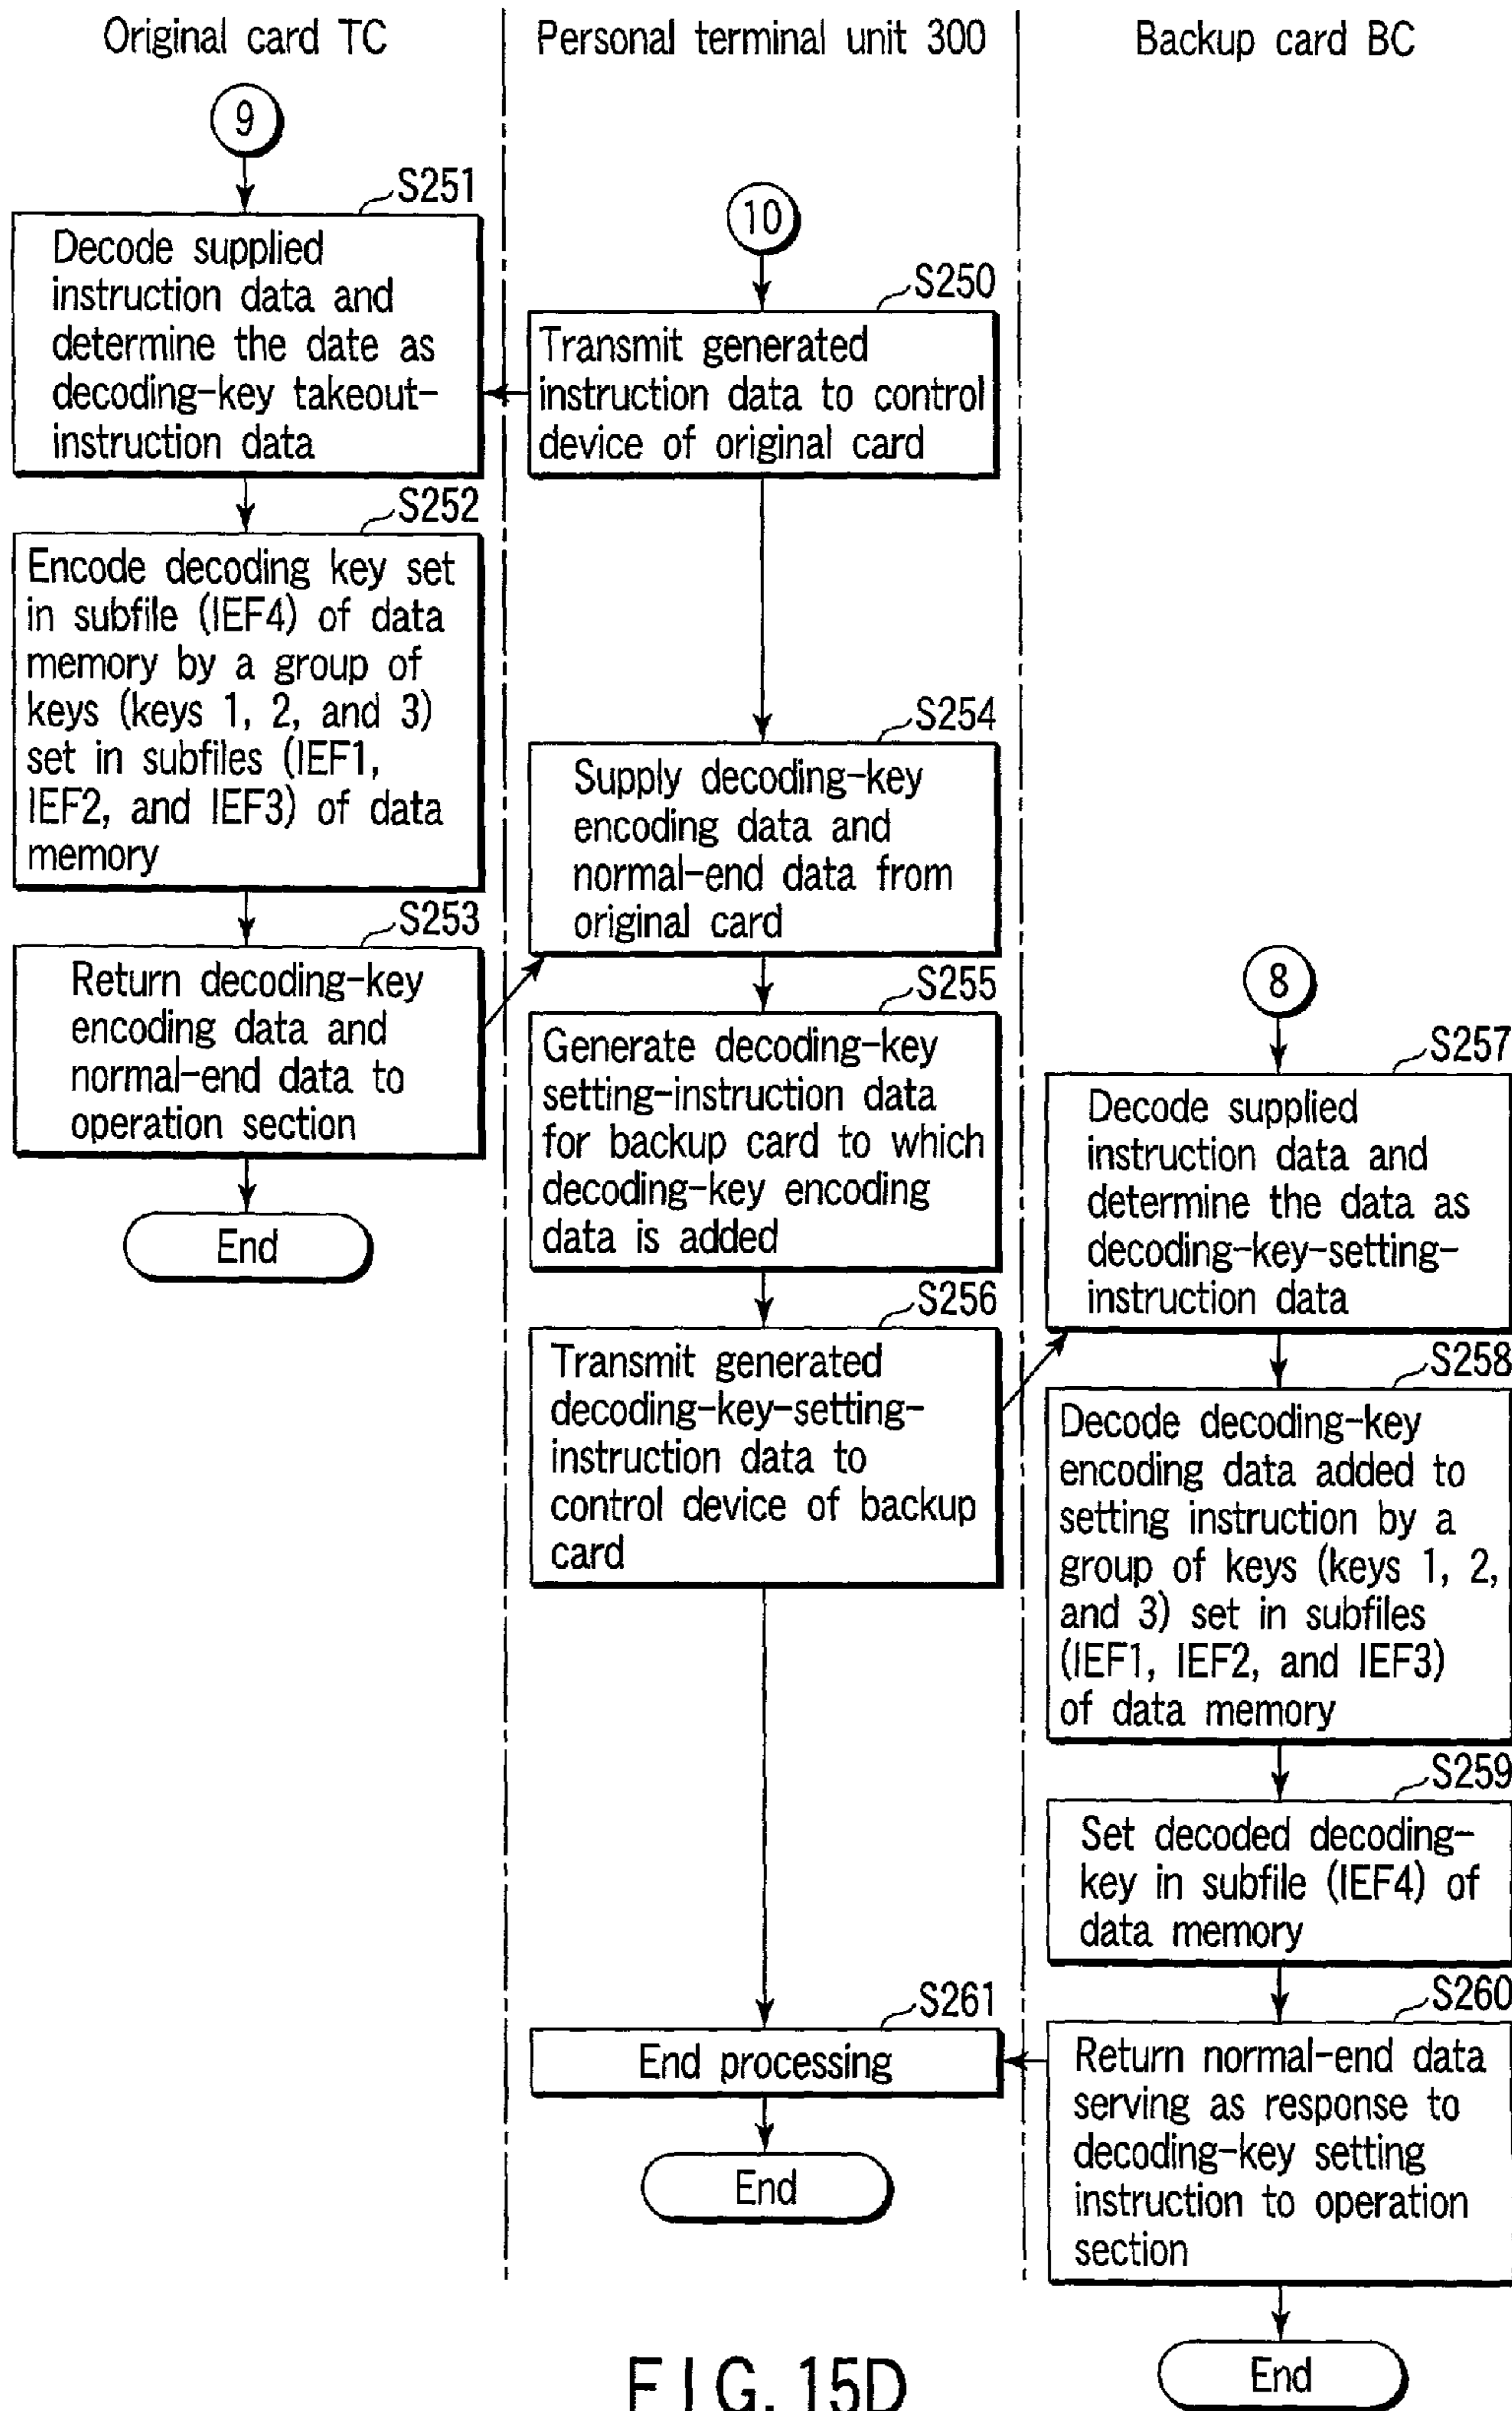 Original card TC
Personal terminal unit 300
Backup card BC
9
S251
Decode supplied
instruction data and
determine the date as
decoding-key takeout-
instruction data
S252
Encode decoding key set
in subfile (IEF4) of data
memory by a group of
keys (keys 1, 2, and 3)
set in subfiles (IEF1,
IEF2, and IEF3) of data
memory
S253
Return decoding-key
encoding data and
normal-end data to
operation section
End
10
S250
Transmit generated
instruction data to control
device of original card
S254
Supply decoding-key
encoding data and
normal-end data from
original card
S255
Generate decoding-key
setting-instruction data
for backup card to which
decoding-key encoding
data is added
S256
Transmit generated
decoding-key-setting-
instruction data to
control device of backup
card
S261
End processing
End
8
S257
Decode supplied
instruction data and
determine the data as
decoding-key-setting-
instruction data
S258
Decode decoding-key
encoding data added to
setting instruction by a
group of keys (keys 1, 2,
and 3) set in subfiles
(IEF1, IEF2, and IEF3)
of data memory
S259
Set decoded decoding-
key in subfile (IEF4) of
data memory
S260
Return normal-end data
serving as response to
decoding-key setting
instruction to operation
section
End
FIG. 15D